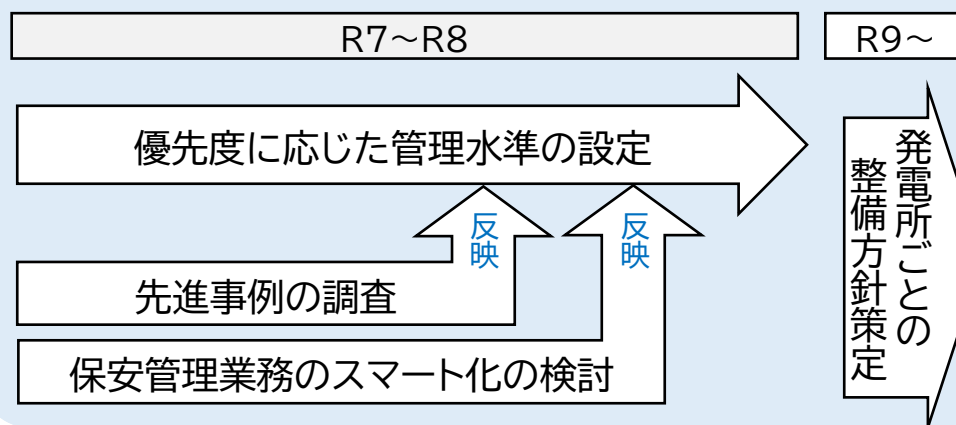 R7～R8
R9～
優先度に応じた管理水準の設定
反映
反映
先進事例の調査
保安管理業務のスマート化の検討
発電所ごとの
整備方針策定